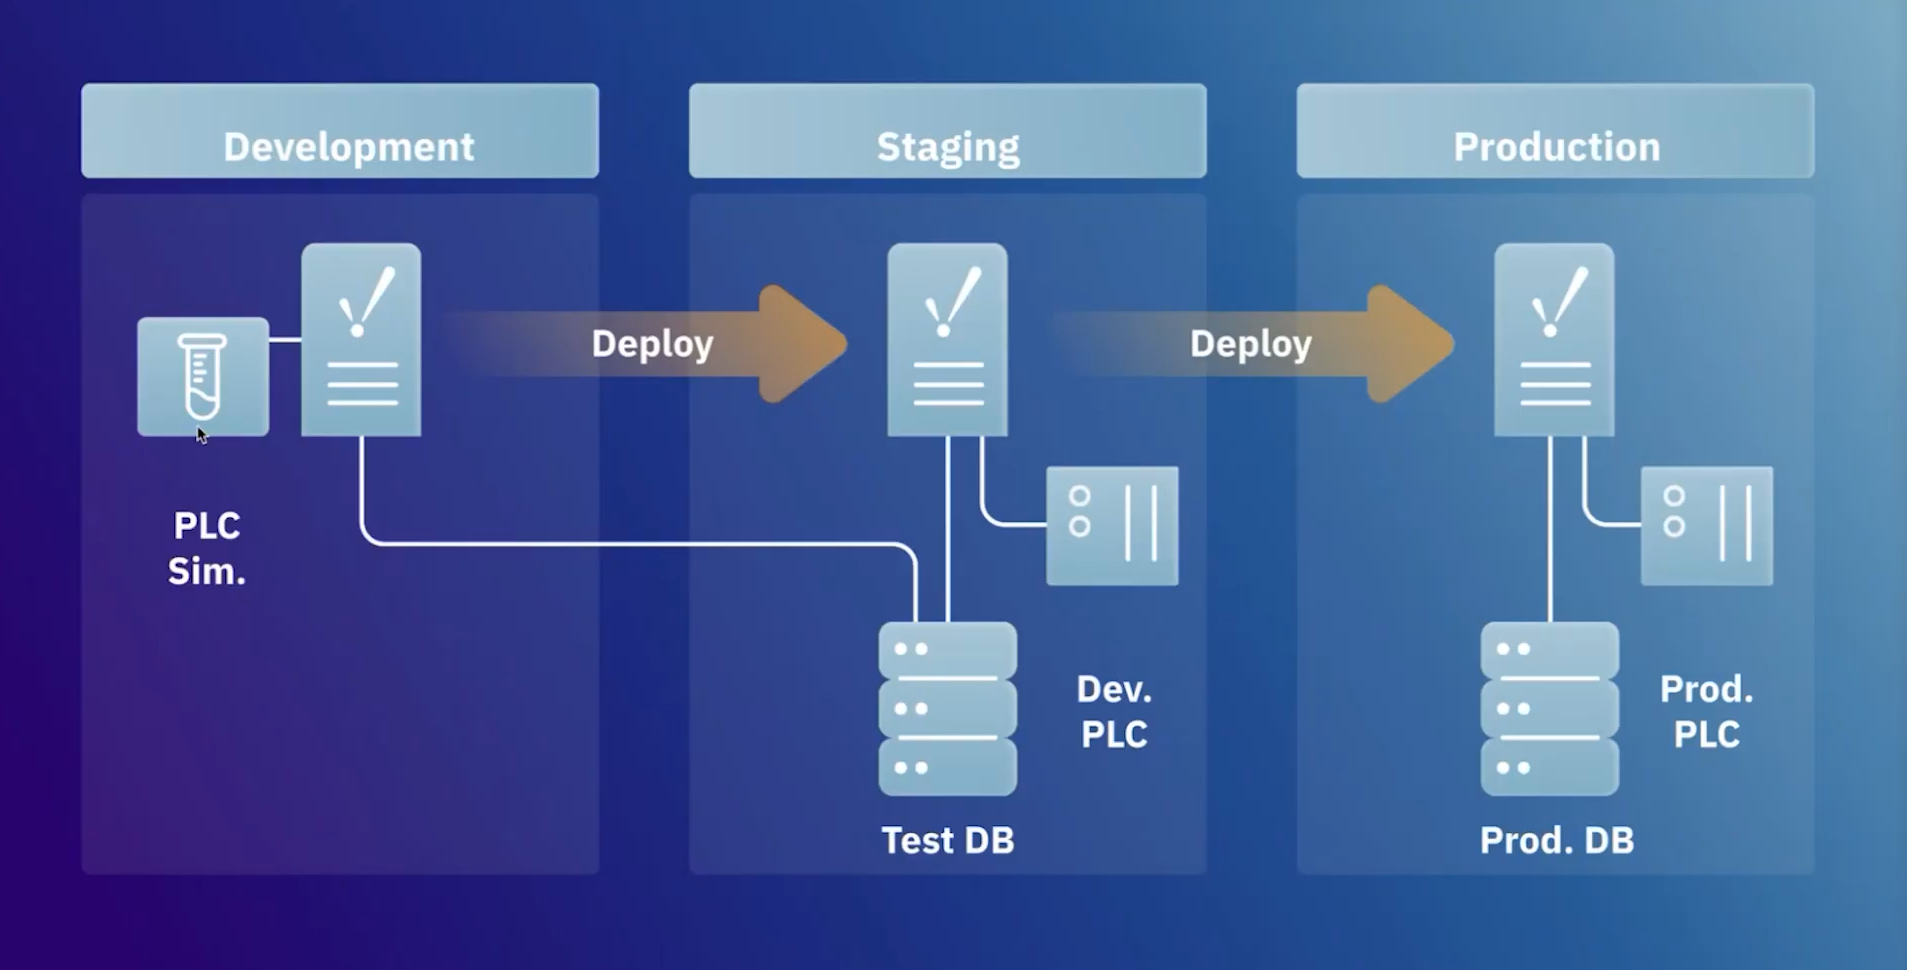 Development
Staging
Production
Deploy
Deploy
PLC
Sim.
Dev.
PLC
Test DB
Prod.
PLC
Prod. DB